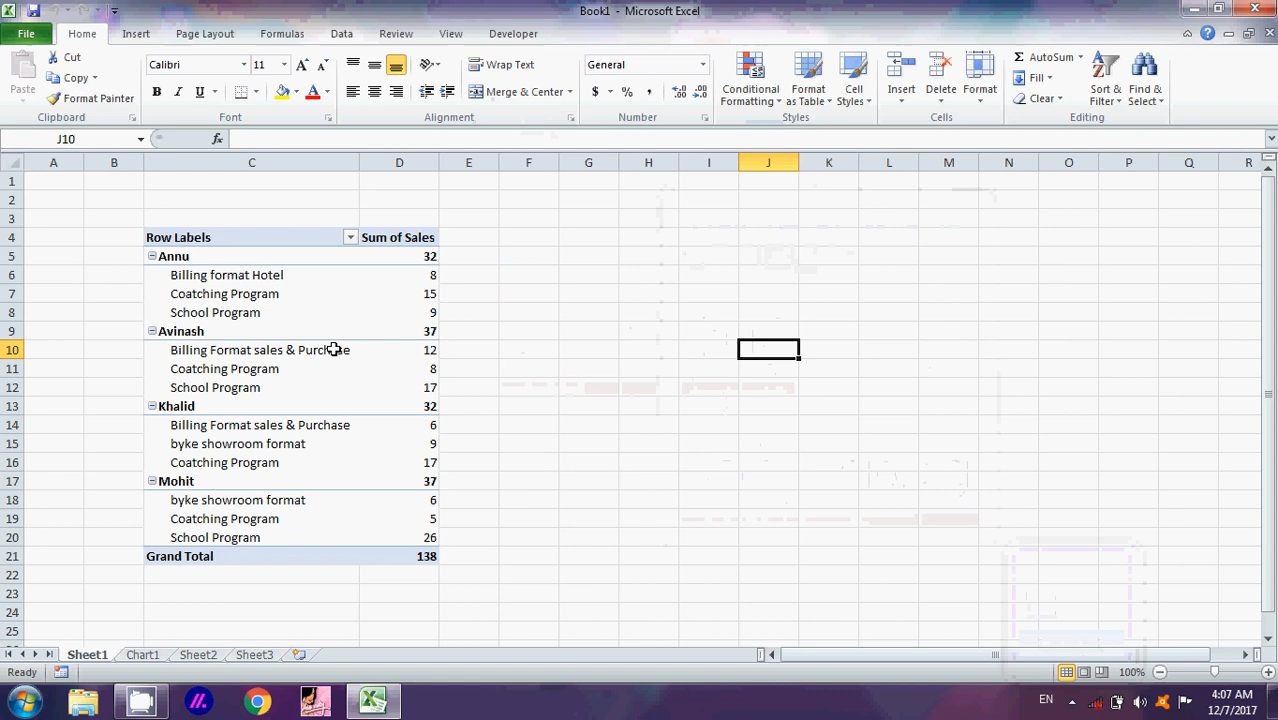 Book1 - Microsoft Excel
File Home Insert Page Layout Formulas Data Review View Developer
Cut
Copy
Format Painter
Paste
Clipboard
Calibri 11
B I U
Font
Wrap Text
Merge & Center
Alignment
General
$ % ,
Number
Conditional Formatting
Format as Table
Cell Styles
Styles
Insert Delete Format
Cells
AutoSum
Fill
Clear
Sort & Filter
Find & Select
Editing
J10 fx
A B C D E F G H I J K L M N O P Q R
1
2
3
4 Row Labels Sum of Sales
5 Annu 32
6 Billing format Hotel 8
7 Coatching Program 15
8 School Program 9
9 Avinash 37
10 Billing Format sales & Purchase 12
11 Coatching Program 8
12 School Program 17
13 Khalid 32
14 Billing Format sales & Purchase 6
15 byke showroom format 9
16 Coatching Program 17
17 Mohit 37
18 byke showroom format 6
19 Coatching Program 5
20 School Program 26
21 Grand Total 138
22
23
24
25
Sheet1 Chart1 Sheet2 Sheet3
Ready 100%
EN 4:07 AM
12/7/2017